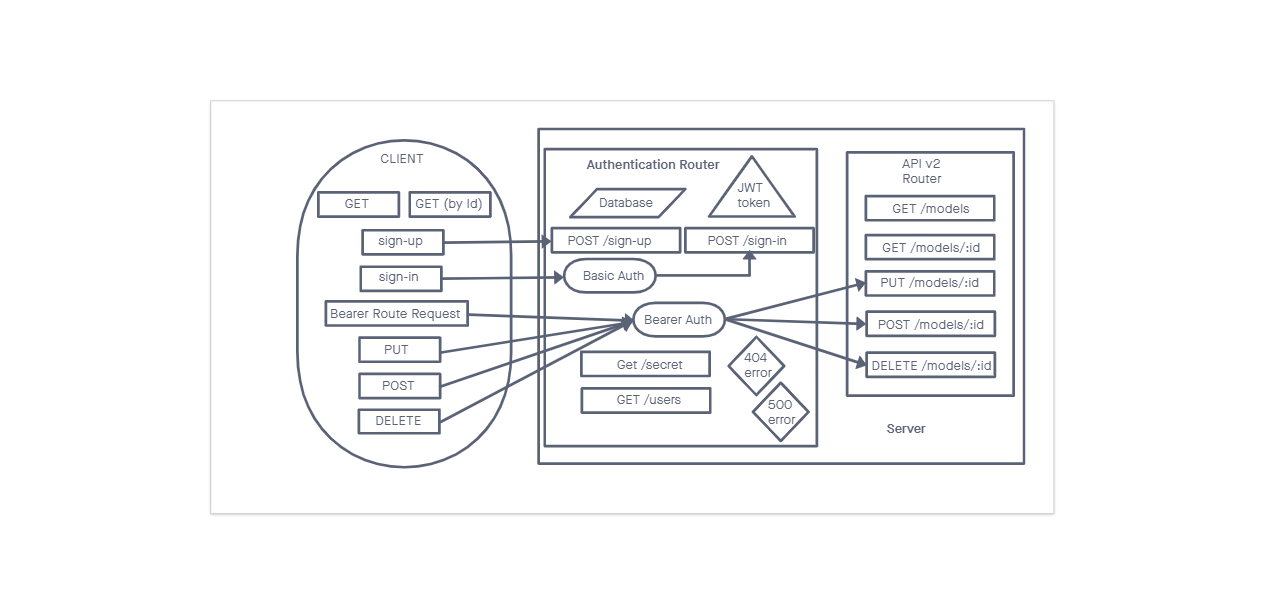 CLIENT
GET
GET (by Id)
sign-up
sign-in
Bearer Route Request
PUT
POST
DELETE
Authentication Router
Database
JWT
token
POST /sign-up
POST /sign-in
Basic Auth
Bearer Auth
Get /secret
GET /users
404
error
500
error
API v2
Router
GET /models
GET /models/:id
PUT /models/:id
POST /models/:id
DELETE /models/:id
Server